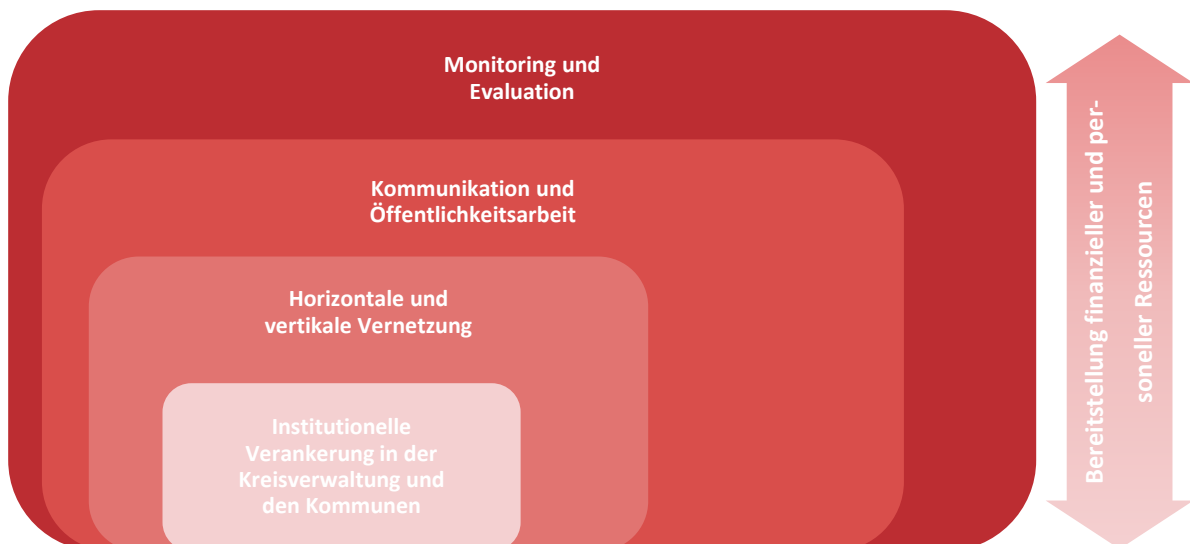 Monitoring und
Evaluation
Kommunikation und
Öffentlichkeitsarbeit
Horizontale und
vertikale Vernetzung
Institutionelle
Verankerung in der
Kreisverwaltung und
den Kommunen
Bereitstellung finanzieller und per-
soneller Ressourcen